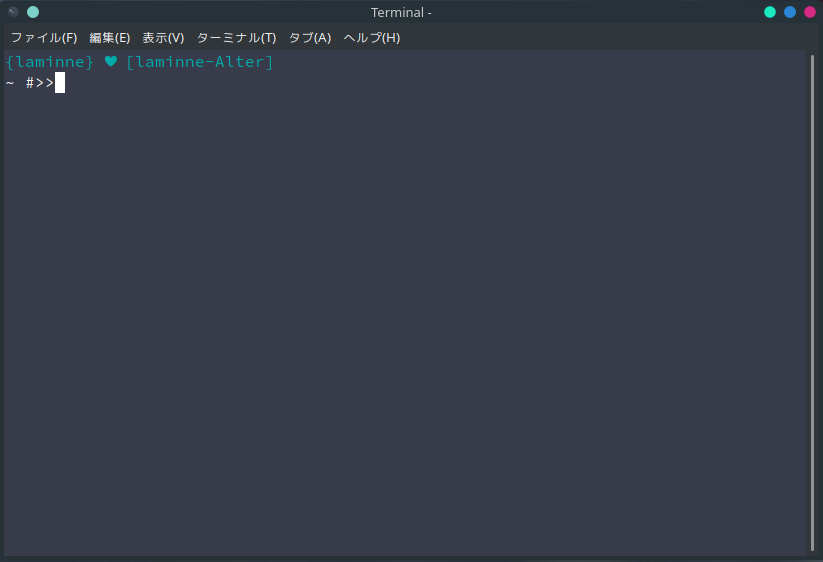 Terminal -
ファイル(F) 編集(E) 表示(V) ターミナル(T) タブ(A) ヘルプ(H)
{laminne} ♥ [laminne-Alter]
~ #>>